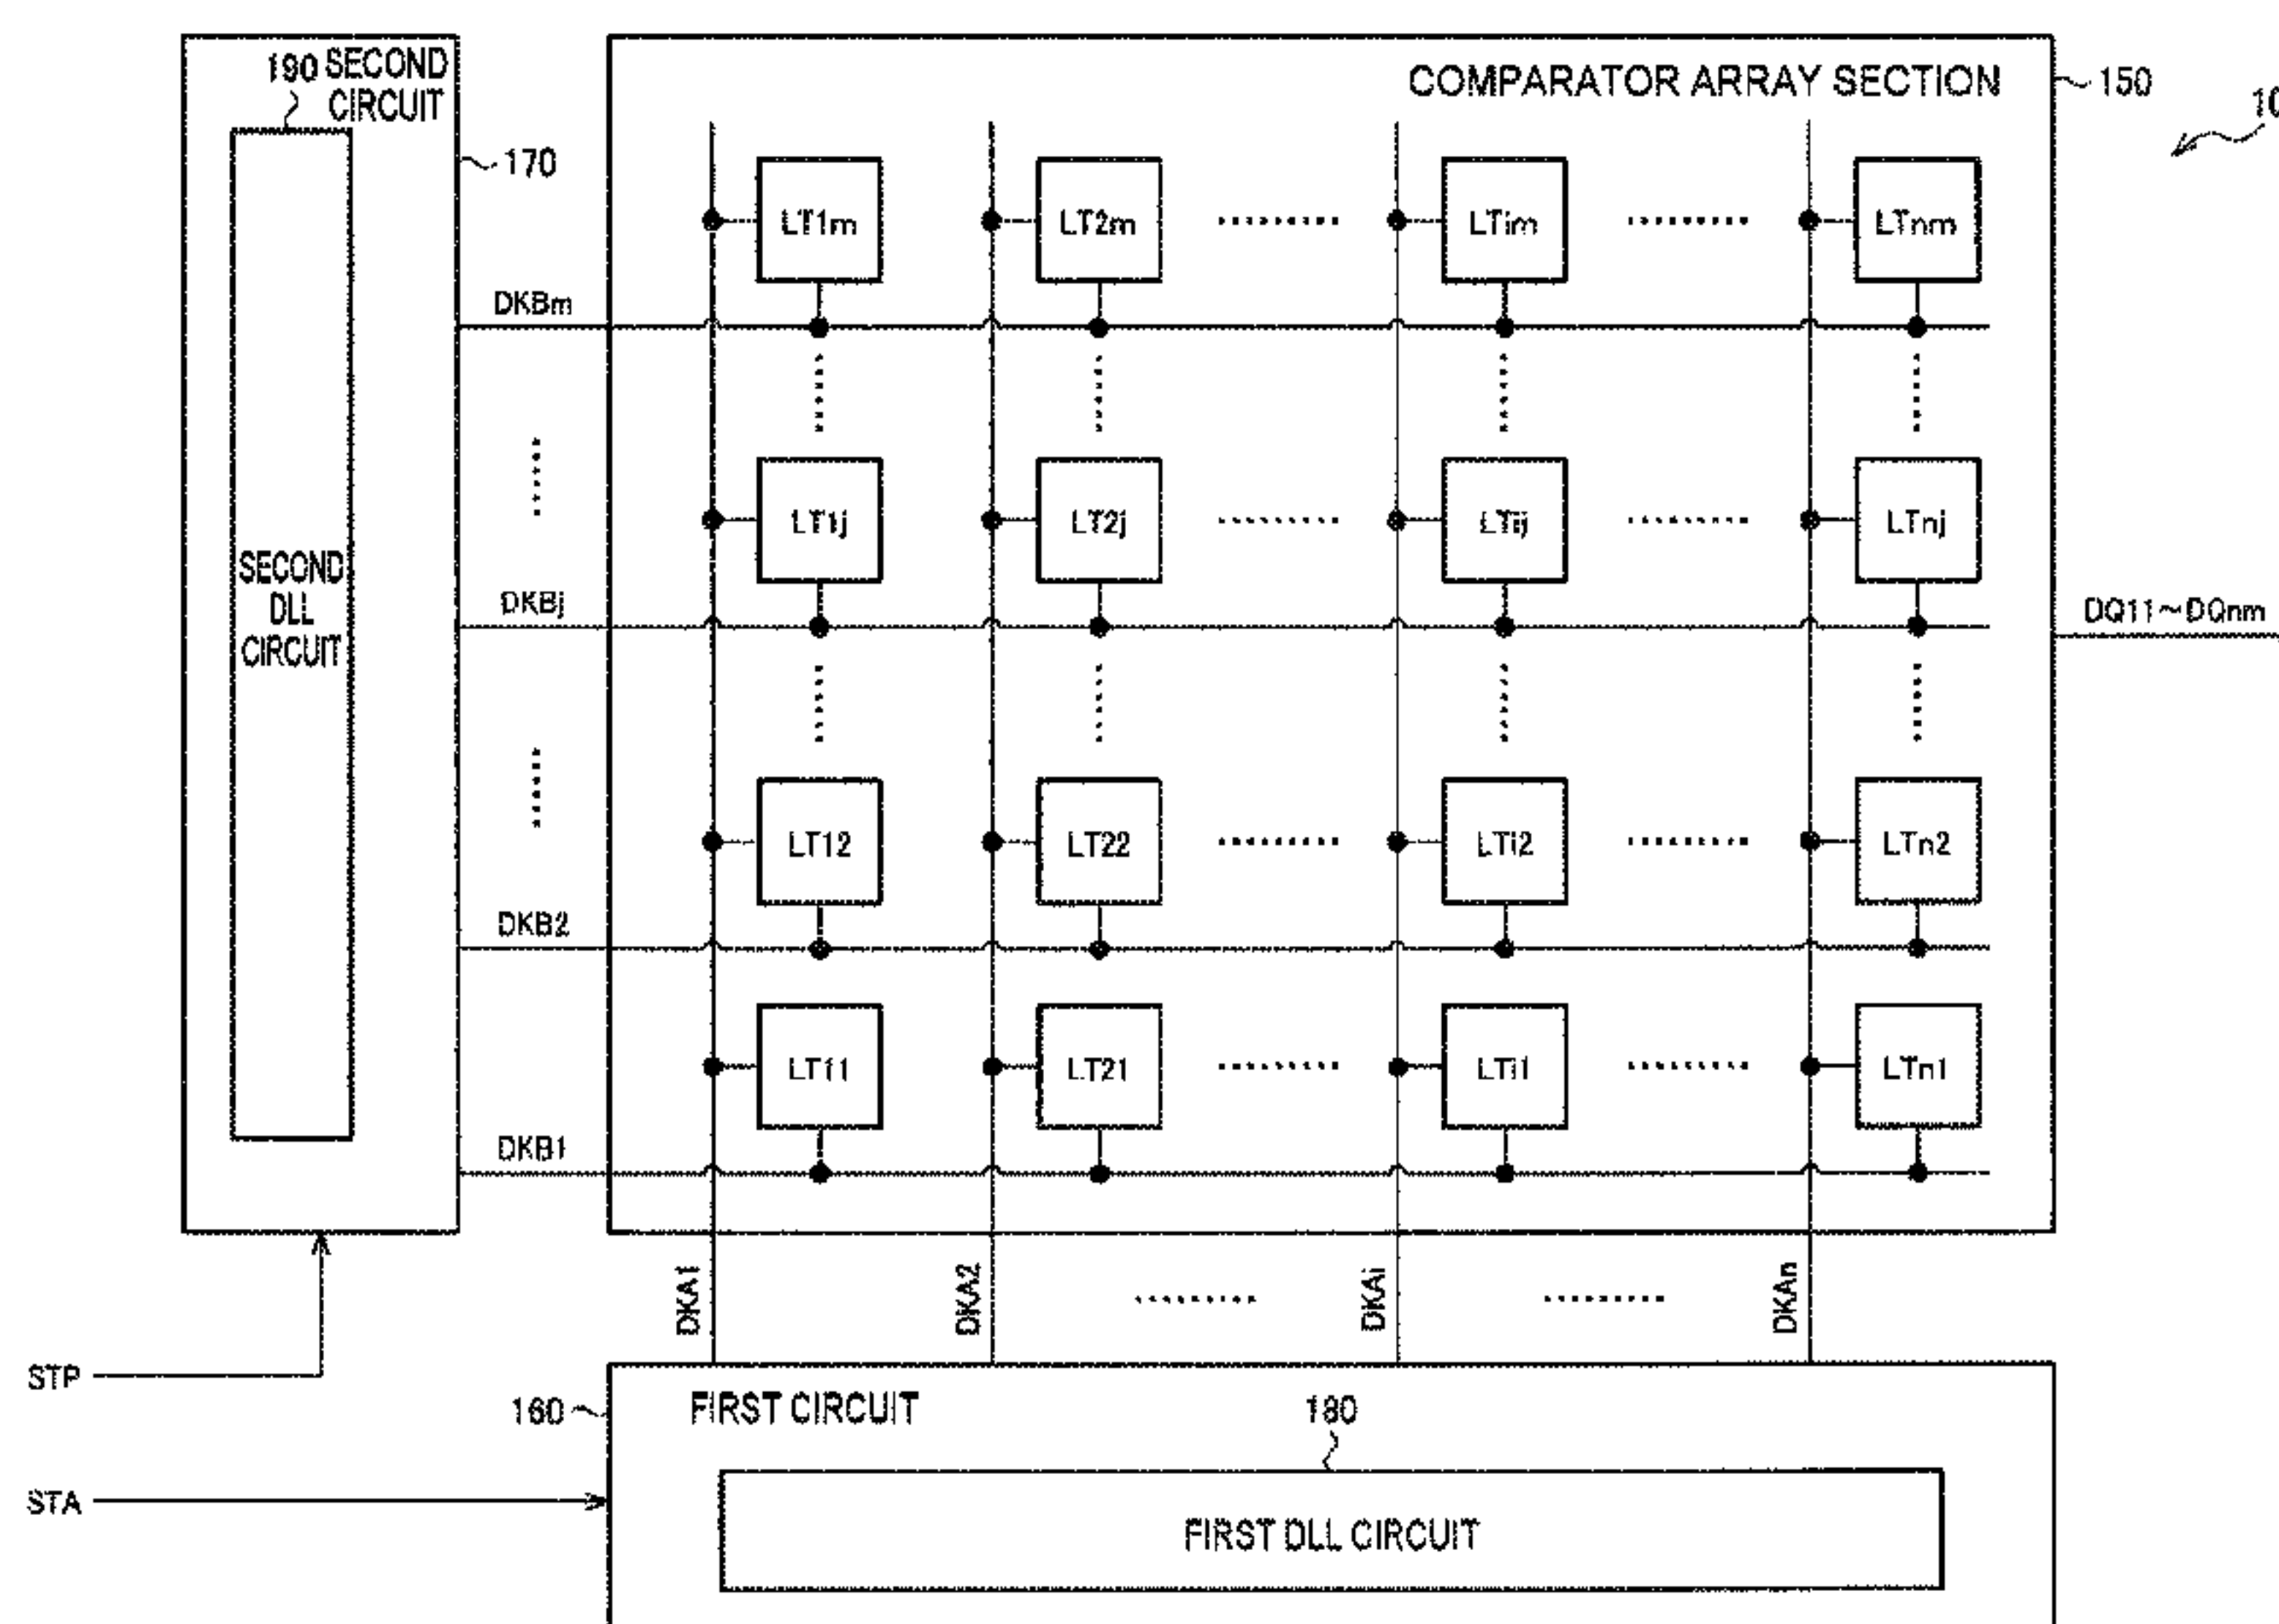 190 SECOND
CIRCUIT
170
SECOND
DLL
CIRCUIT
COMPARATOR ARRAY SECTION
150
LT1m LT2m LTim LTnm
DKBm
LT1j LT2j LTij LTnj
DKBj
DQ11~DQnm
LT12 LT22 LTi2 LTn2
DKB2
LT11 LT21 LTi1 LTn1
DKB1
DKA1 DKA2 DKAi DKAn
STP
160
FIRST CIRCUIT
180
STA
FIRST DLL CIRCUIT